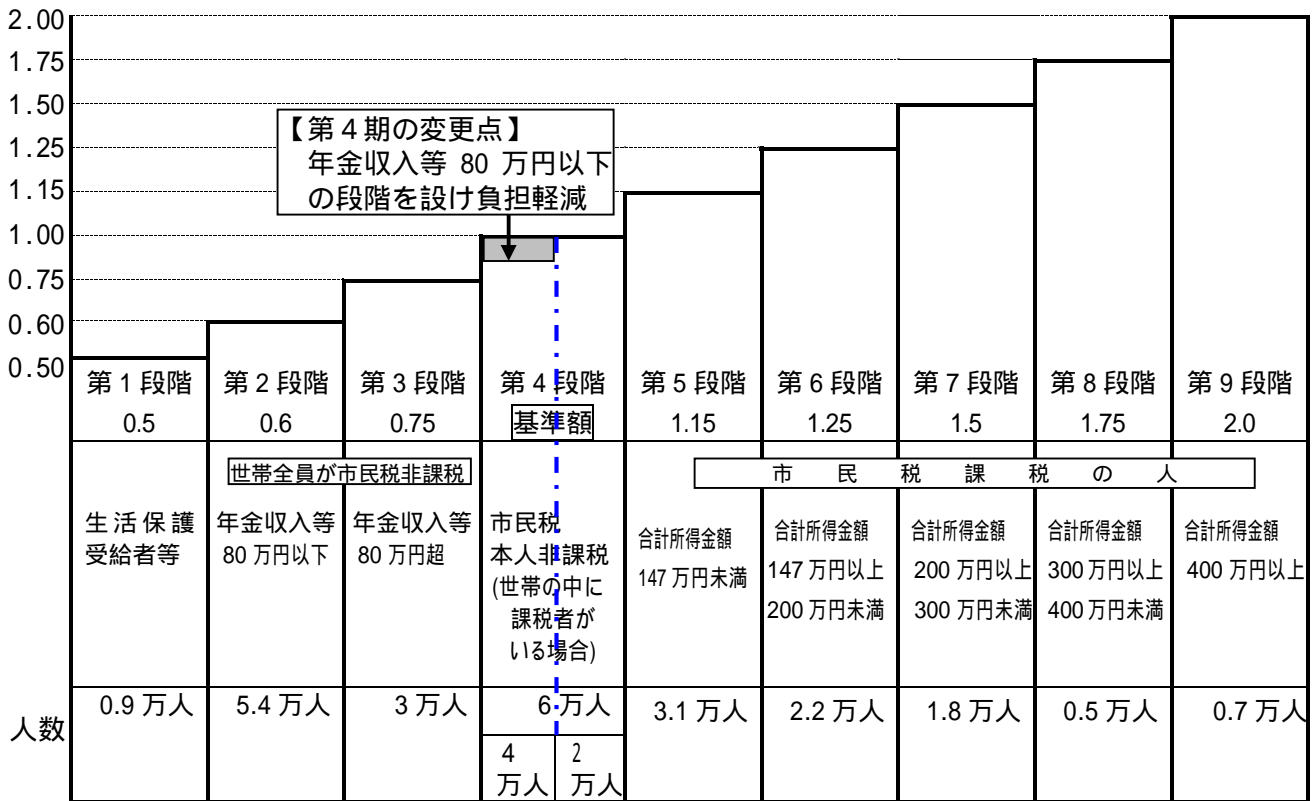 2.00
1.75
1.50
1.25
1.15
1.00
0.75
0.60
0.50
【第4期の変更点】
年金収入等 80 万円以下
の段階を設け負担軽減
第1段階 第2段階 第3段階 第4段階 第5段階 第6段階 第7段階 第8段階 第9段階
0.5 0.6 0.75 基準額 1.15 1.25 1.5 1.75 2.0
世帯全員が市民税非課税
市民税課税の人
生活保護
受給者等
年金収入等
80 万円以下
年金収入等
80 万円超
市民税
本人非課税
(世帯の中に
課税者が
いる場合)
合計所得金額
147 万円未満
合計所得金額
147 万円以上
200 万円未満
合計所得金額
200 万円以上
300 万円未満
合計所得金額
300 万円以上
400 万円未満
合計所得金額
400 万円以上
人数
0.9 万人 5.4 万人 3 万人 6 万人 3.1 万人 2.2 万人 1.8 万人 0.5 万人 0.7 万人
4
万人
2
万人